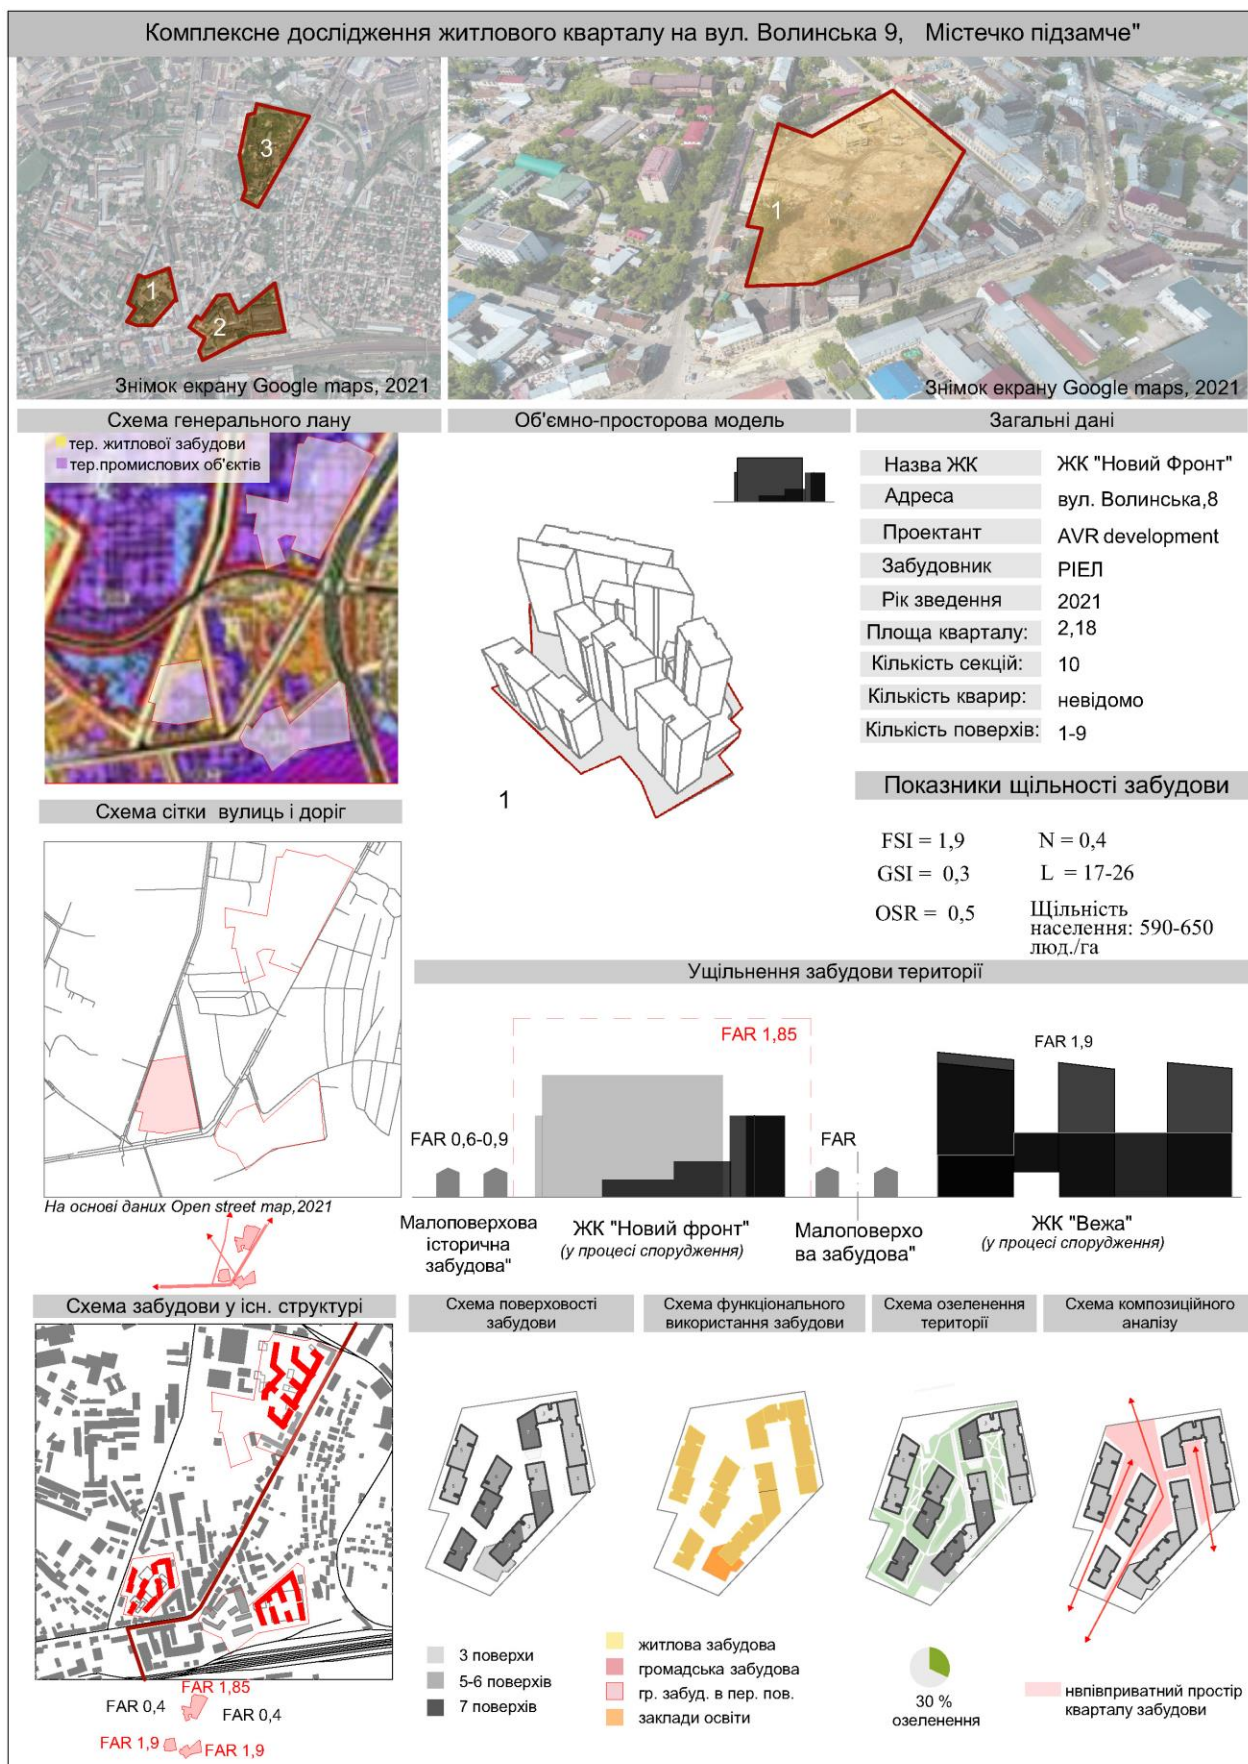 Комплексне дослідження житлового кварталу на вул. Волинська 9, Містечко підзамче"
3
1
2
Знімок екрану Google maps, 2021
1
Знімок екрану Google maps, 2021
Схема генерального лану
тер. житлової забудови
тер.промислових об'єктів
Об'ємно-просторова модель
1
Загальні дані
Назва ЖК ЖК "Новий Фронт"
Адреса вул. Волинська,8
Проектант AVR development
Забудовник РІЕЛ
Рік зведення 2021
Площа кварталу: 2,18
Кількість секцій: 10
Кількість кварир: невідомо
Кількість поверхів: 1-9
Показники щільності забудови
FSI = 1,9 N = 0,4
GSI = 0,3 L = 17-26
OSR = 0,5 Щільність
населення: 590-650
люд./га
Схема сітки вулиць і доріг
На основі даних Open street map,2021
Ущільнення забудови території
FAR 0,6-0,9
FAR 1,85
FAR
FAR 1,9
Малоповерхова
історична
забудова"
ЖК "Новий фронт"
(у процесі спорудження)
Малоповерхо
ва забудова"
ЖК "Вежа"
(у процесі спорудження)
Схема забудови у існ. структурі
FAR 1,85
FAR 0,4
FAR 0,4
FAR 1,9
FAR 1,9
Схема поверховості
забудови
3 поверхи
5-6 поверхів
7 поверхів
Схема функціонального
використання забудови
житлова забудова
громадська забудова
гр. забуд. в пер. пов.
заклади освіти
Схема озеленення
території
30 %
озеленення
Схема композиційного
аналізу
нвпівприватний простір
кварталу забудови